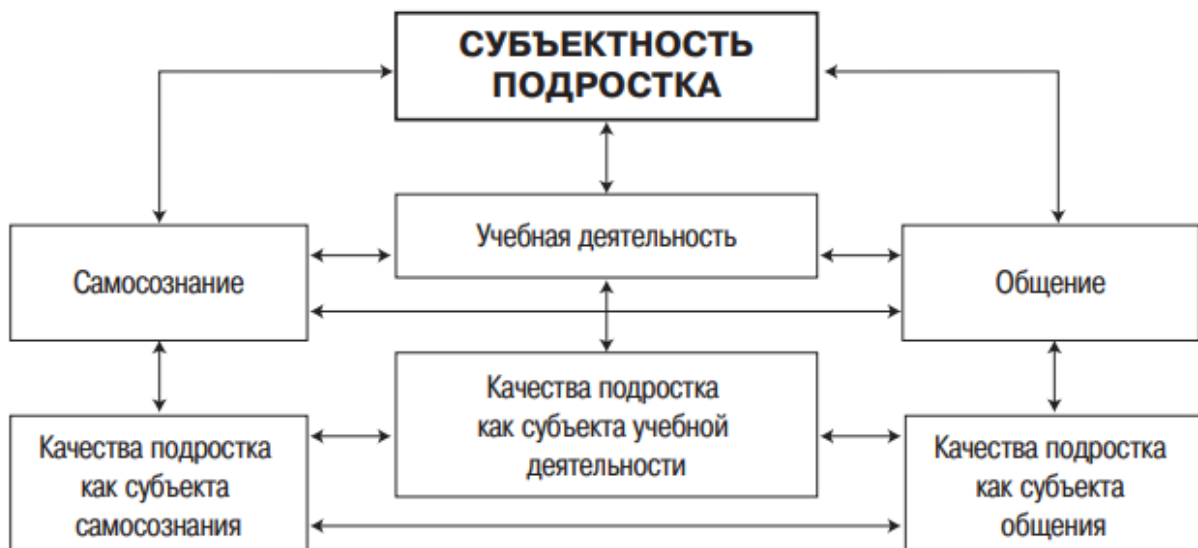 СУБЪЕКТНОСТЬ
ПОДРОСТКА
Учебная деятельность
Самосознание
Общение
Качества подростка
как субъекта учебной
деятельности
Качества подростка
как субъекта
самосознания
Качества подростка
как субъекта
общения